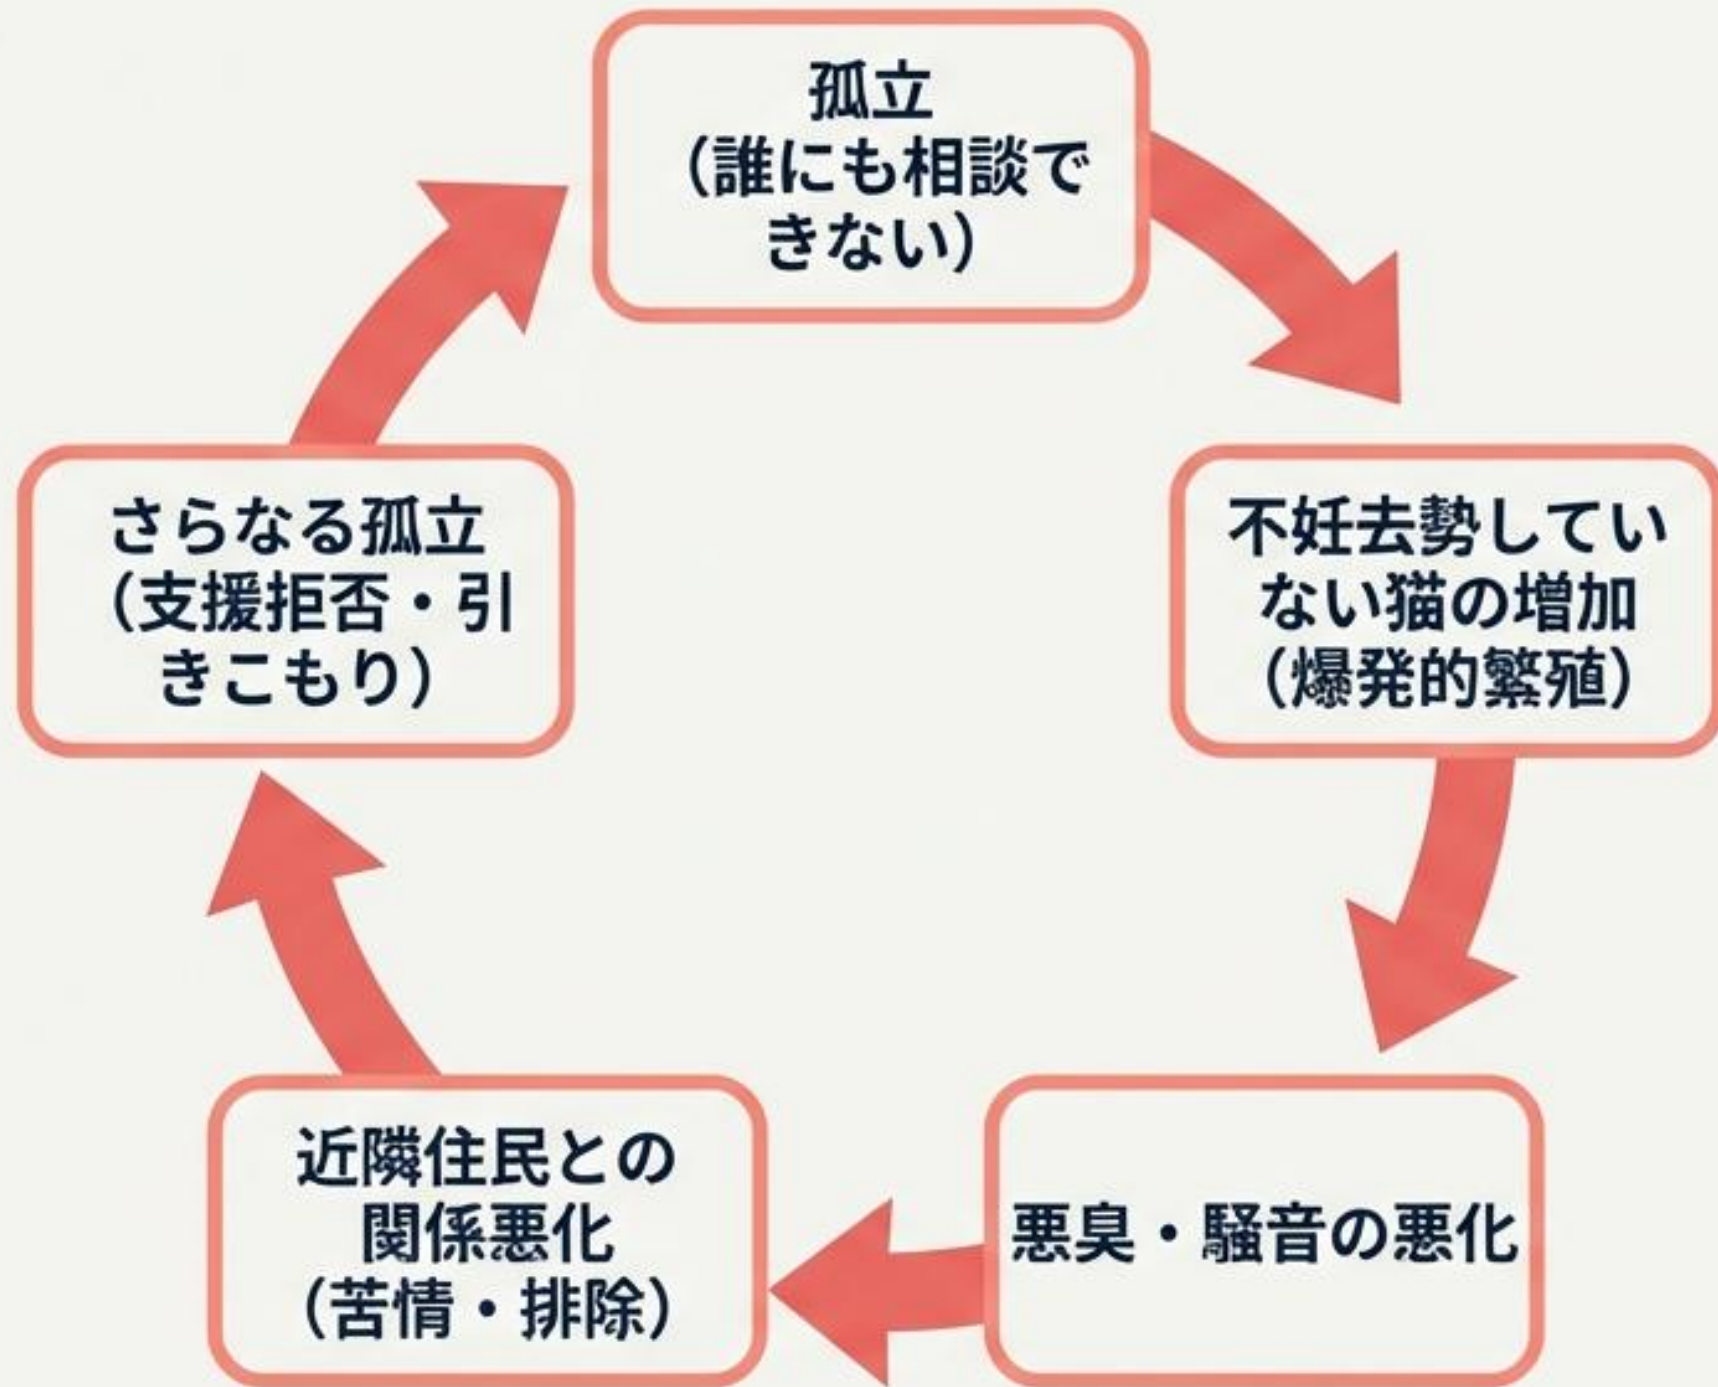 孤立
（誰にも相談で
きない）
不妊去勢してい
ない猫の増加
（爆発的繁殖）
悪臭・騒音の悪化
近隣住民との
関係悪化
（苦情・排除）
さらなる孤立
（支援拒否・引
きこもり）